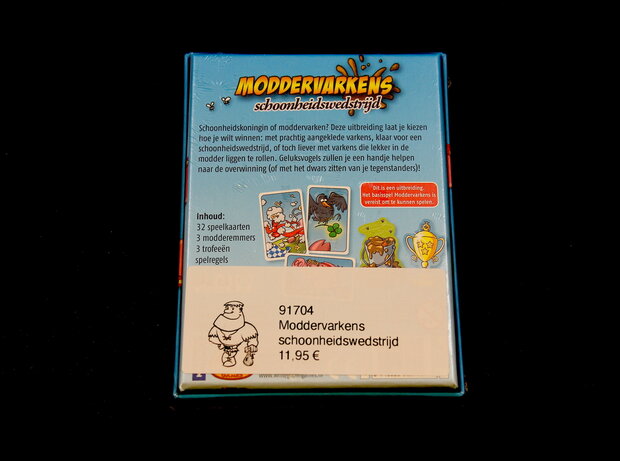 MODDERVARKENS
schoonheidswedstrijd
Schoonheidskoningin of moddervarken? Deze uitbreiding laat je kiezen
hoe je wilt winnen: met prachtig aangeklede varkens, klaar voor een
schoonheidswedstrijd, of toch liever met varkens die lekker in de
modder liggen te rollen. Geluksvogels zullen je een handje helpen
naar de overwinning (of met het dwars zitten van je tegenstanders)!
Dit is een uitbreiding.
Het basisspel Moddervarkens is
vereist om te kunnen spelen.
Inhoud:
32 speelkaarten
3 modderemmers
3 trofeeën
spelregels
91704
Moddervarkens
schoonheidswedstrijd
11,95 €